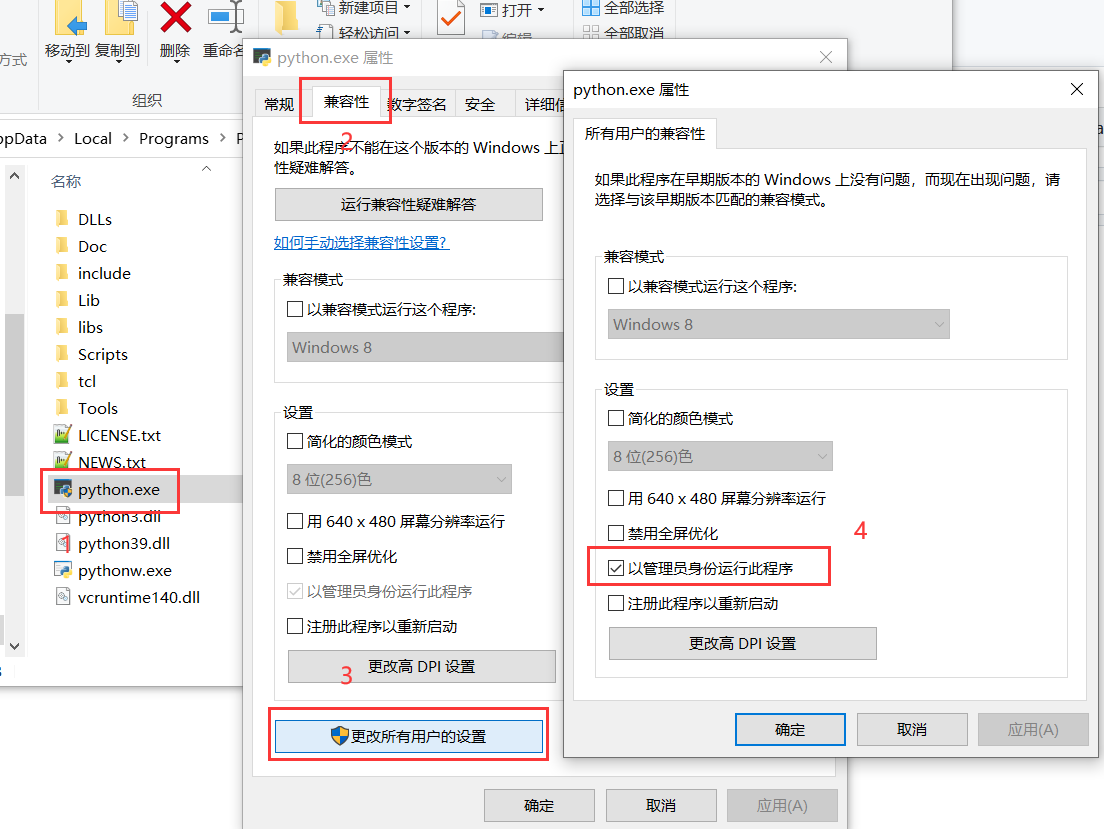 方式
移动到
复制到
删除
重命名
新建项目
轻松访问
打开
编辑
全部选择
全部取消
组织
ppData > Local > Programs > P
名称
DLLs
Doc
include
Lib
libs
Scripts
tcl
Tools
LICENSE.txt
NEWS.txt
python.exe
python3.dll
python39.dll
pythonw.exe
vcruntime140.dll
python.exe 属性
常规
兼容性
数字签名
安全
详细信
2
如果此程序不能在这个版本的 Windows 上正
性疑难解答。
运行兼容性疑难解答
如何手动选择兼容性设置?
兼容模式
以兼容模式运行这个程序:
Windows 8
设置
简化的颜色模式
8 位(256)色
用 640 x 480 屏幕分辨率运行
禁用全屏优化
以管理员身份运行此程序
注册此程序以重新启动
更改高 DPI 设置
3
更改所有用户的设置
确定
取消
应用(A)
python.exe 属性
所有用户的兼容性
如果此程序在早期版本的 Windows 上没有问题，而现在出现问题，请
选择与该早期版本匹配的兼容模式。
兼容模式
以兼容模式运行这个程序:
Windows 8
设置
简化的颜色模式
8 位(256)色
用 640 x 480 屏幕分辨率运行
禁用全屏优化
4
以管理员身份运行此程序
注册此程序以重新启动
更改高 DPI 设置
确定
取消
应用(A)